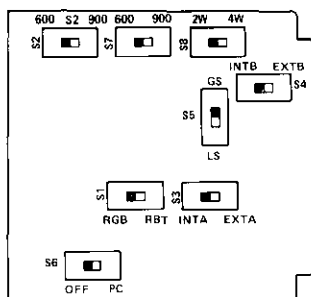 600 S2 900 600 900 2W 4W
S2 S7 S8
INTB EXTB
S4
GS
S5
LS
S1 S3
RGB RBT INTA EXTA
S6
OFF PC